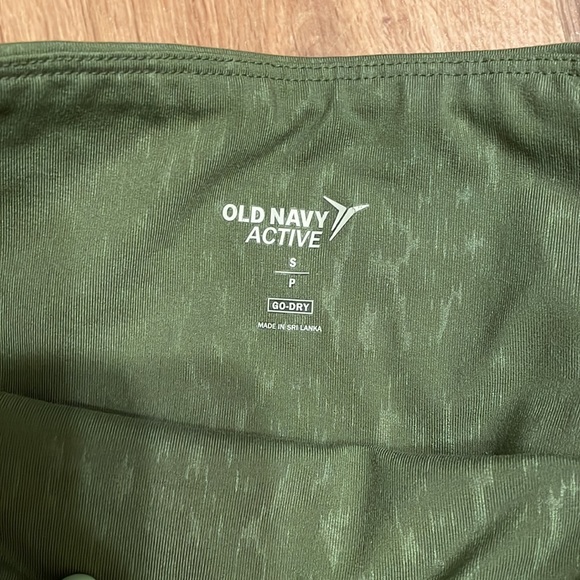 OLD NAVY
ACTIVE
S
P
GO-DRY
MADE IN SRI LANKA